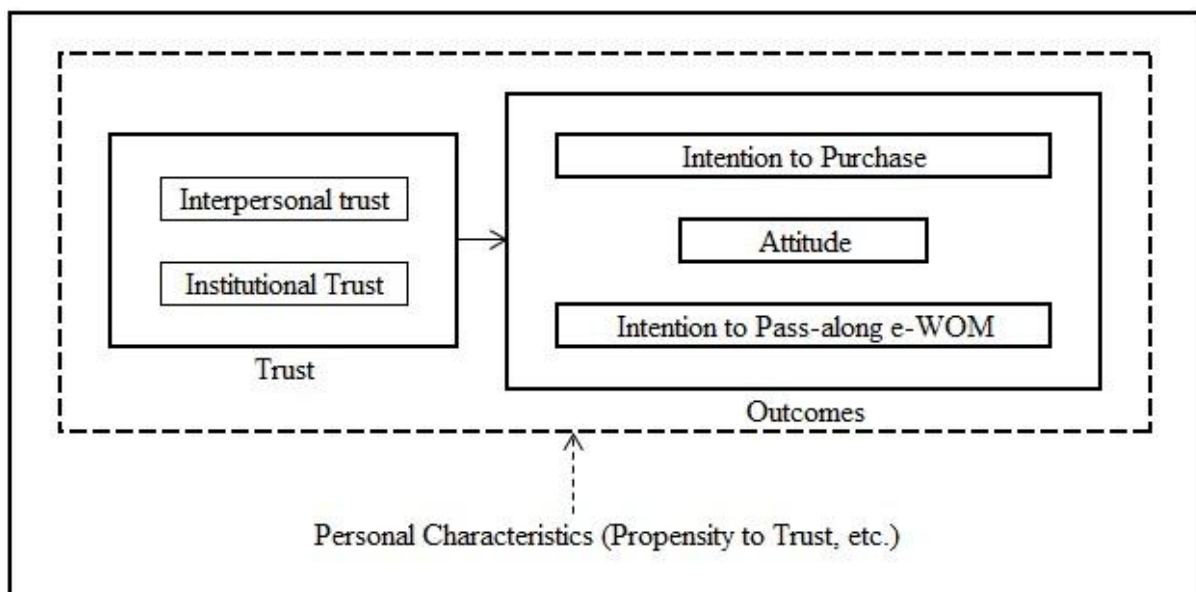 Interpersonal trust
Institutional Trust
Trust
Intention to Purchase
Attitude
Intention to Pass-along e-WOM
Outcomes
Personal Characteristics (Propensity to Trust, etc.)